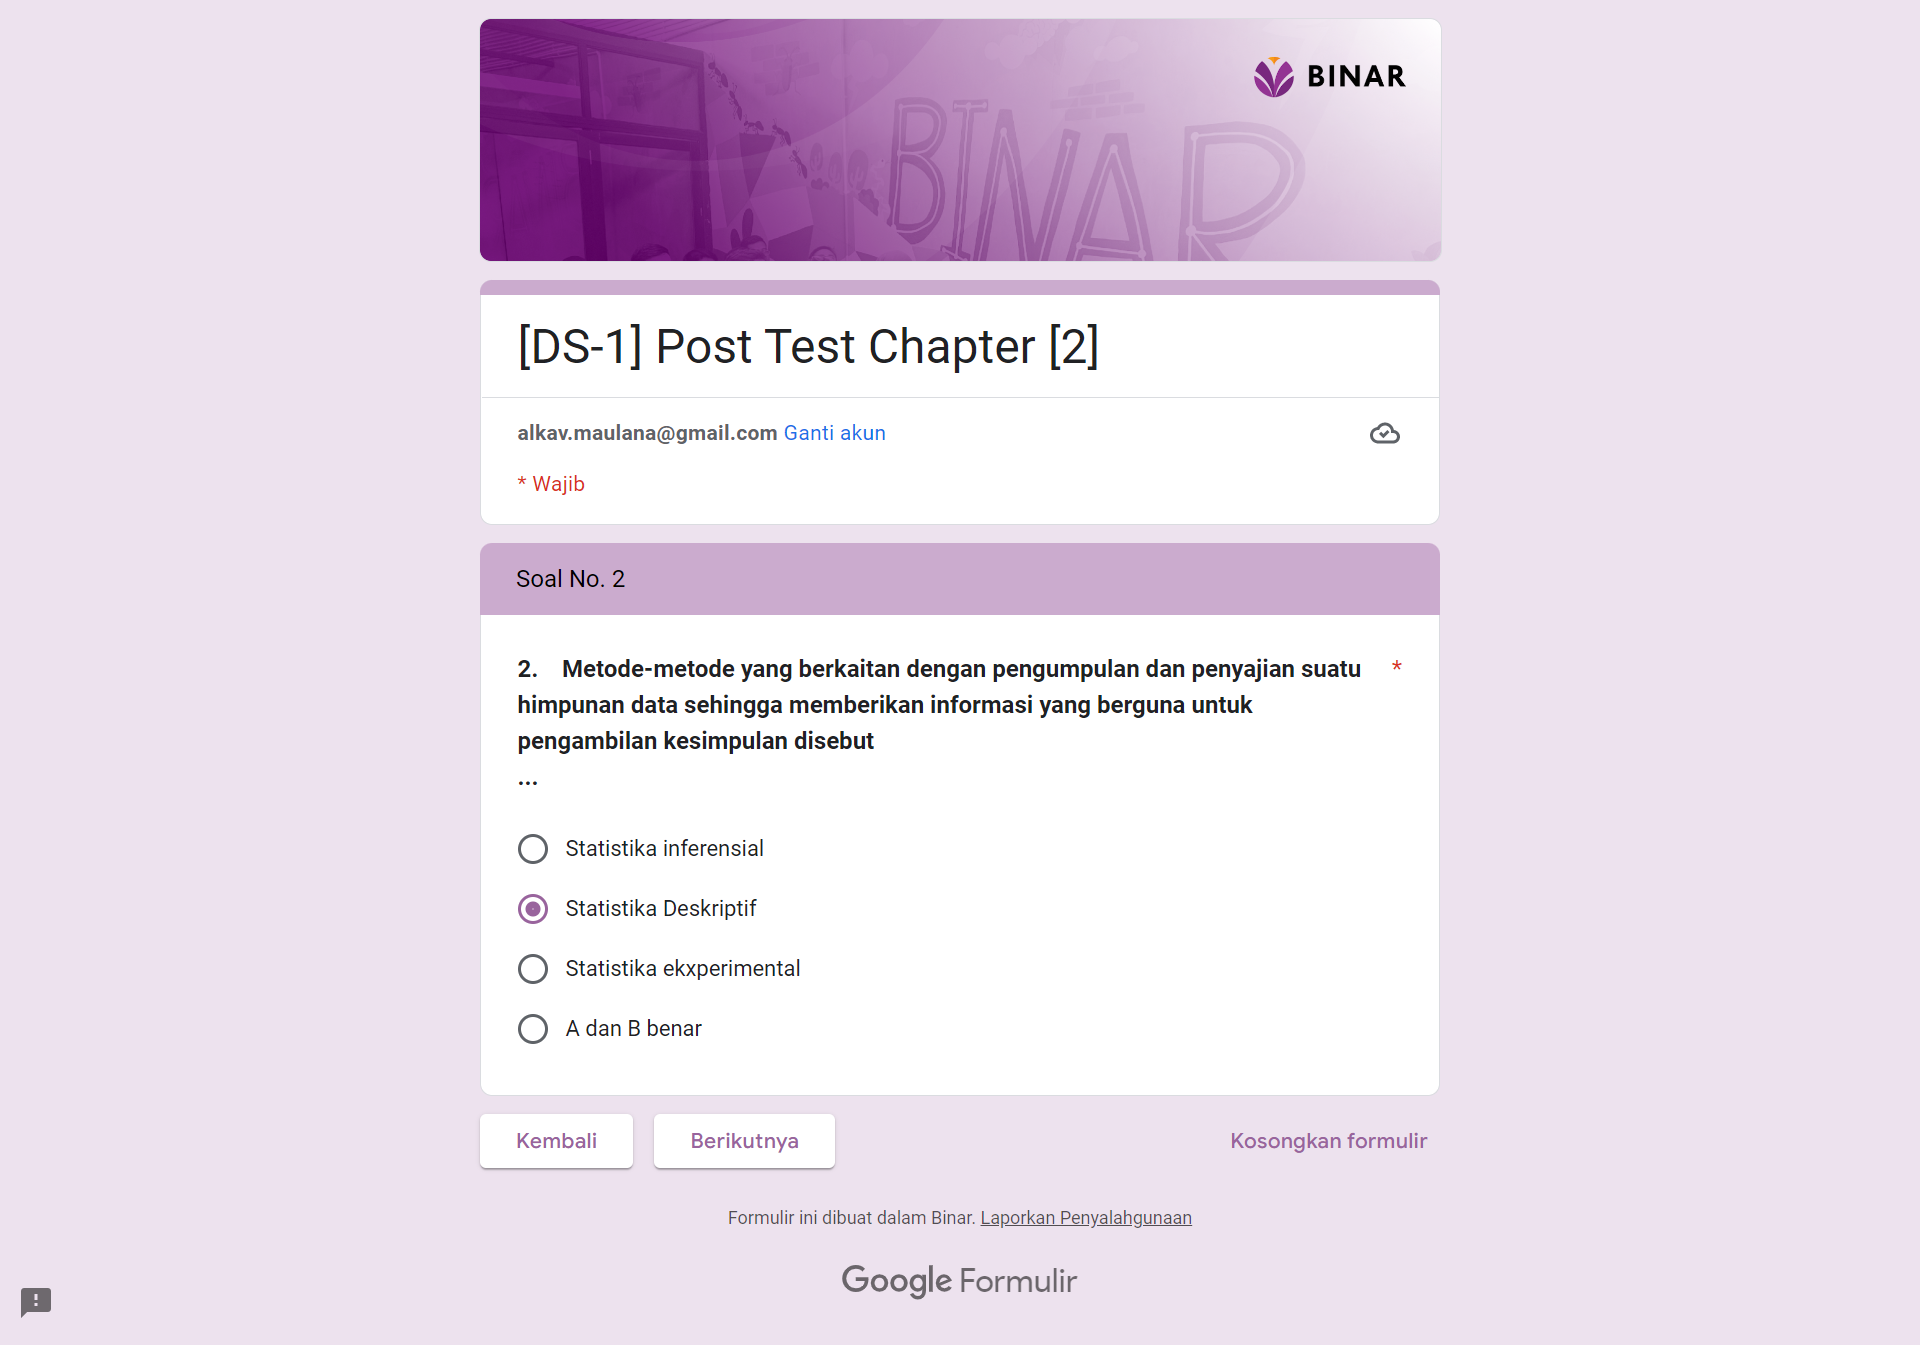 BINAR
BINAR
[DS-1] Post Test Chapter [2]
alkav.maulana@gmail.com Ganti akun
* Wajib
Soal No. 2
2. Metode-metode yang berkaitan dengan pengumpulan dan penyajian suatu *
himpunan data sehingga memberikan informasi yang berguna untuk
pengambilan kesimpulan disebut
...
Statistika inferensial
Statistika Deskriptif
Statistika ekxperimental
A dan B benar
Kembali
Berikutnya
Kosongkan formulir
Formulir ini dibuat dalam Binar. Laporkan Penyalahgunaan
Google Formulir